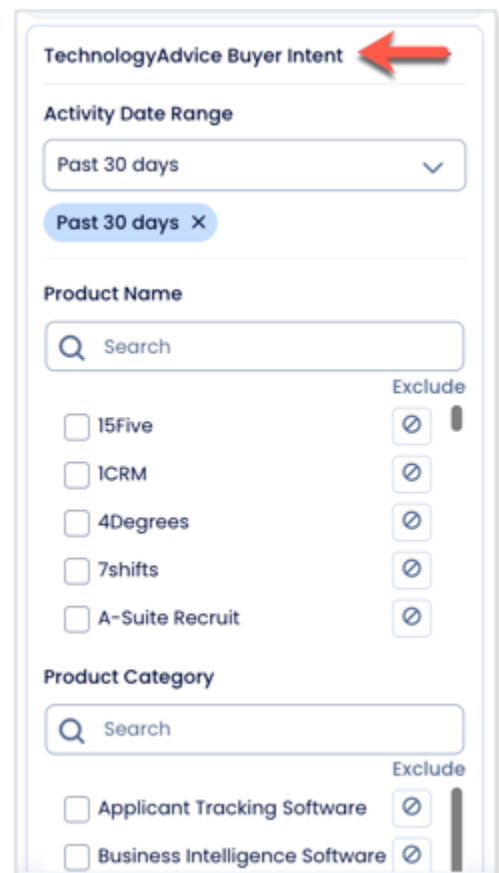 TechnologyAdvice Buyer Intent
Activity Date Range
Past 30 days
Past 30 days ×
Product Name
Search
Exclude
15Five
1CRM
4Degrees
7shifts
A-Suite Recruit
Product Category
Search
Exclude
Applicant Tracking Software
Business Intelligence Software